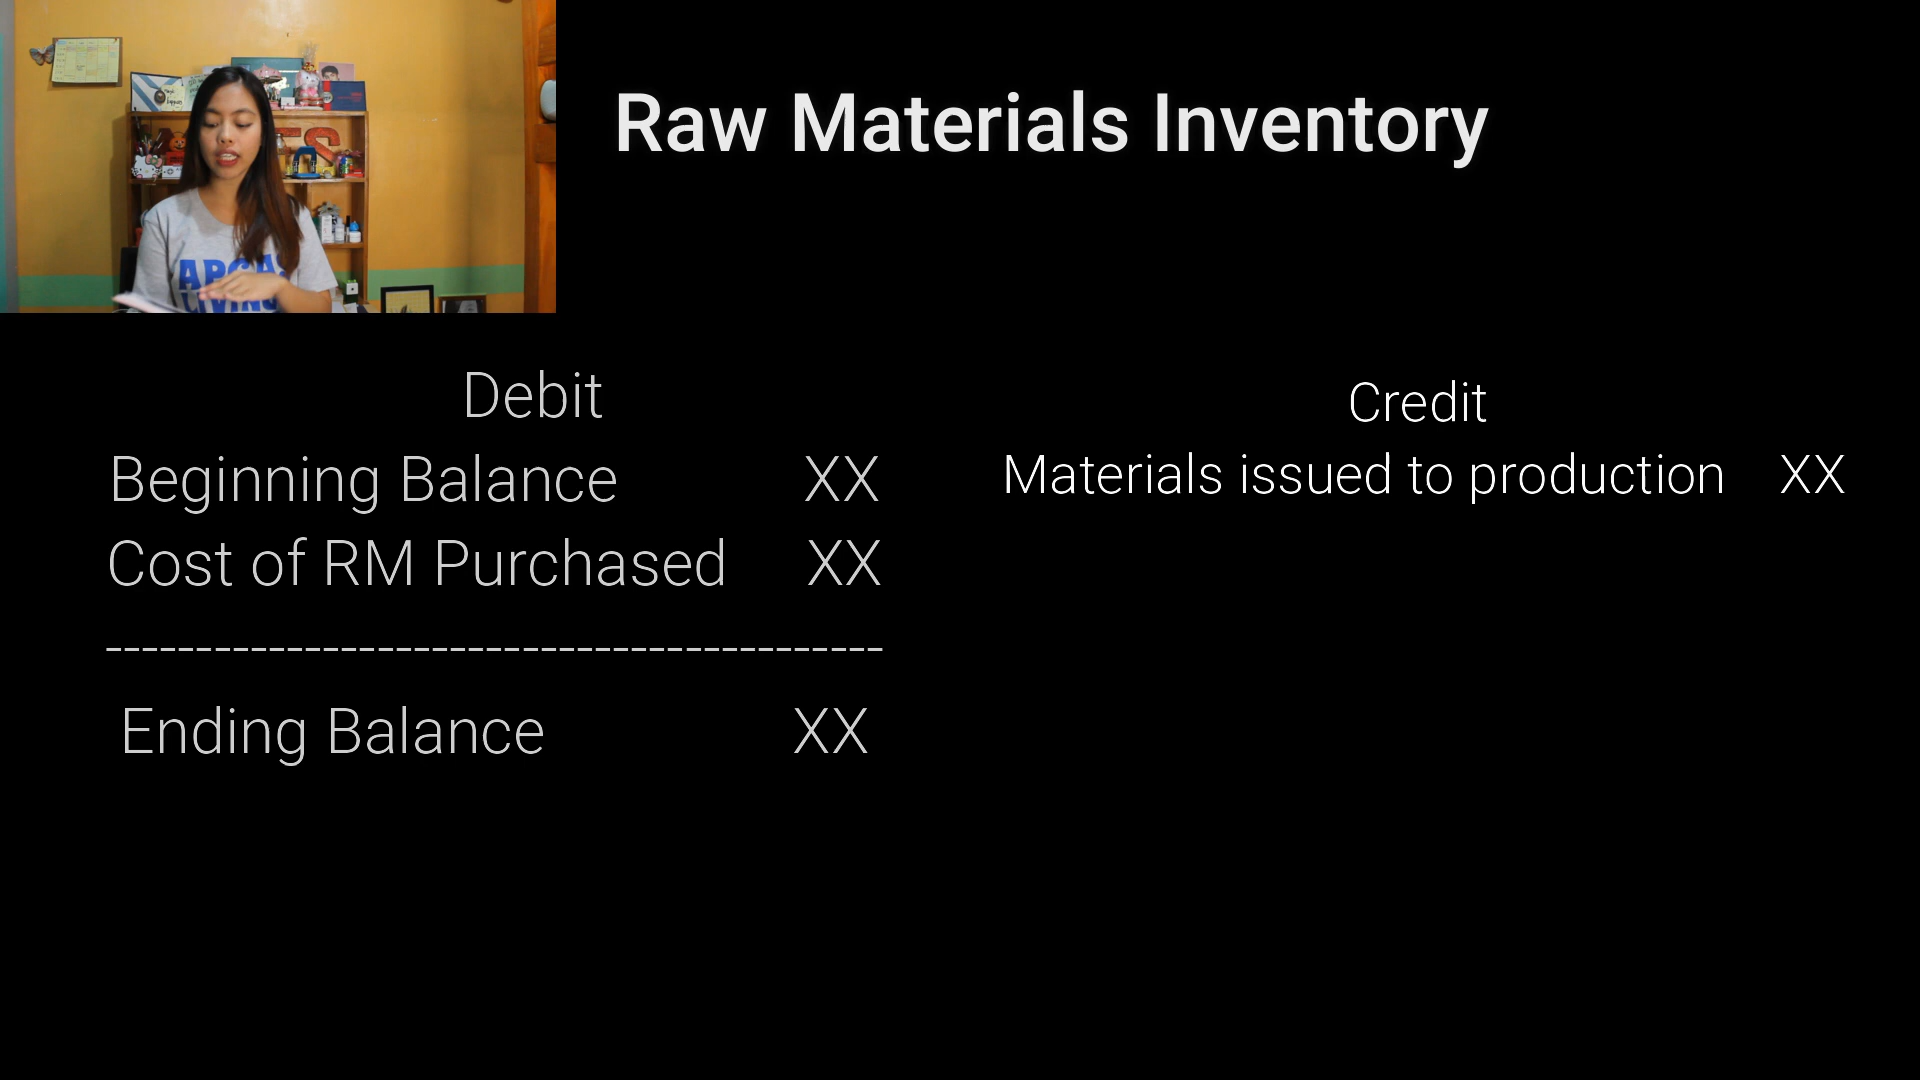 Raw Materials Inventory
Debit
Beginning Balance XX
Cost of RM Purchased XX
-------------------------------------------
Ending Balance XX
Credit
Materials issued to production XX